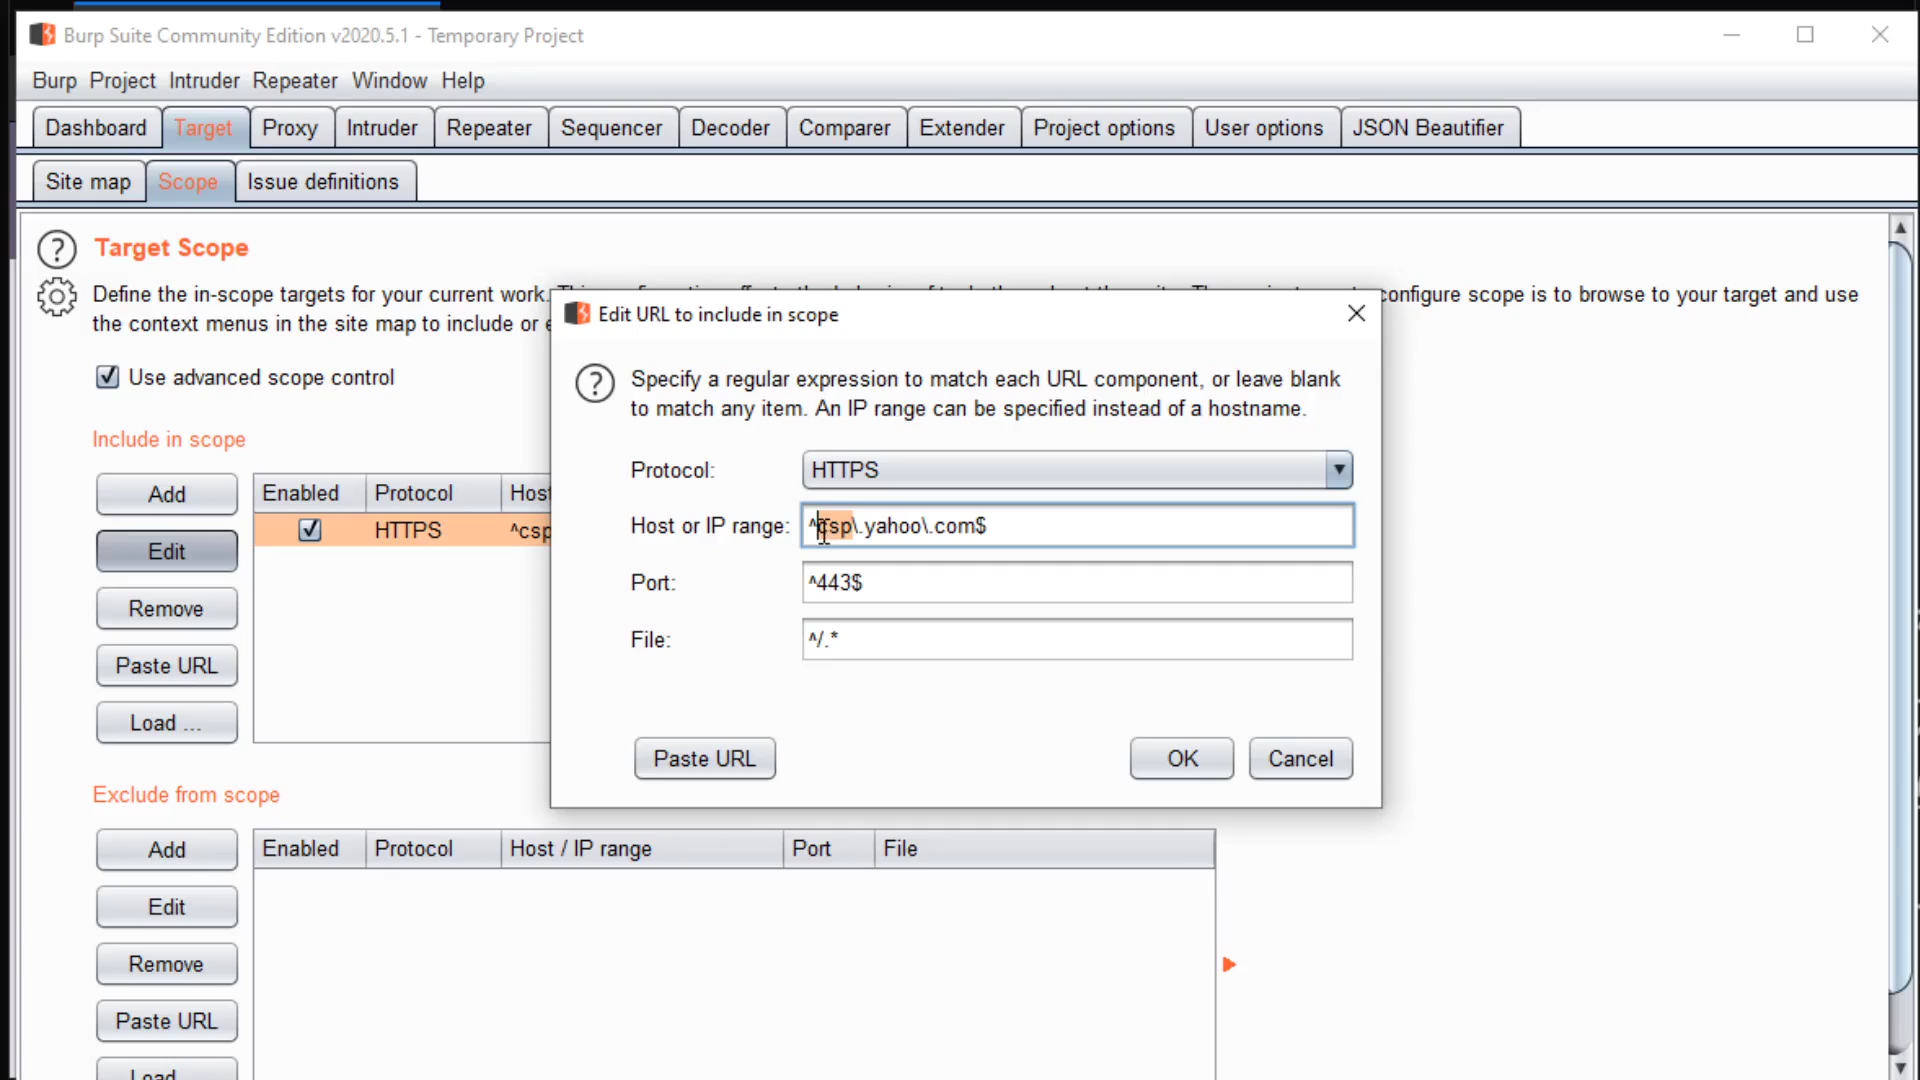 Burp Suite Community Edition v2020.5.1 - Temporary Project
Burp Project Intruder Repeater Window Help
Dashboard Target Proxy Intruder Repeater Sequencer Decoder Comparer Extender Project options User options JSON Beautifier
Site map Scope Issue definitions
Target Scope
Define the in-scope targets for your current work.
configure scope is to browse to your target and use
the context menus in the site map to include or
Use advanced scope control
Include in scope
Add
Edit
Remove
Paste URL
Load ...
Enabled Protocol Host
HTTPS ^csp
Edit URL to include in scope
Specify a regular expression to match each URL component, or leave blank
to match any item. An IP range can be specified instead of a hostname.
Protocol: HTTPS
Host or IP range: ^csp\.yahoo\.com$
Port: ^443$
File: ^/.*
Paste URL OK Cancel
Exclude from scope
Add
Edit
Remove
Paste URL
Load
Enabled Protocol Host / IP range Port File